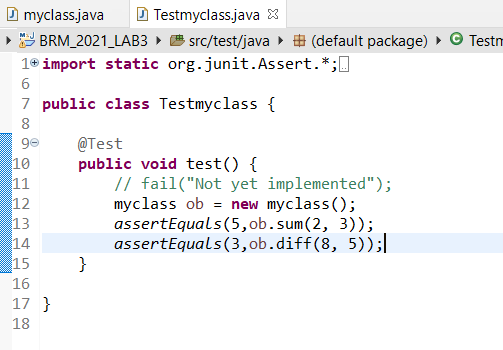 myclass.java Testmyclass.java
BRM_2021_LAB3 src/test/java (default package) Testm
1 import static org.junit.Assert.*;
6
7 public class Testmyclass {
8
9 @Test
10 public void test() {
11 // fail("Not yet implemented");
12 myclass ob = new myclass();
13 assertEquals(5,ob.sum(2, 3));
14 assertEquals(3,ob.diff(8, 5));
15 }
16
17 }
18